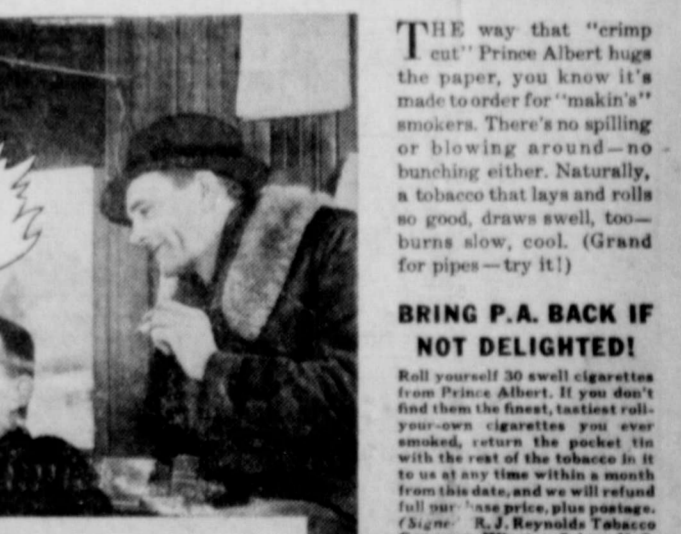 THE way that "crimp
cut" Prince Albert hugs
the paper, you know it's
made to order for "makin's"
smokers. There's no spilling
or blowing around—no
bunching either. Naturally,
a tobacco that lays and rolls
so good, draws swell, too—
burns slow, cool. (Grand
for pipes—try it!)
BRING P.A. BACK IF
NOT DELIGHTED!
Roll yourself 30 swell cigarettes
from Prince Albert. If you don't
find them the finest, tastiest roll-
your-own cigarettes you ever
smoked, return the pocket tin
with the rest of the tobacco in it
to us at any time within a month
from this date, and we will refund
full price, plus postage.
R. J. Reynolds Tobacco